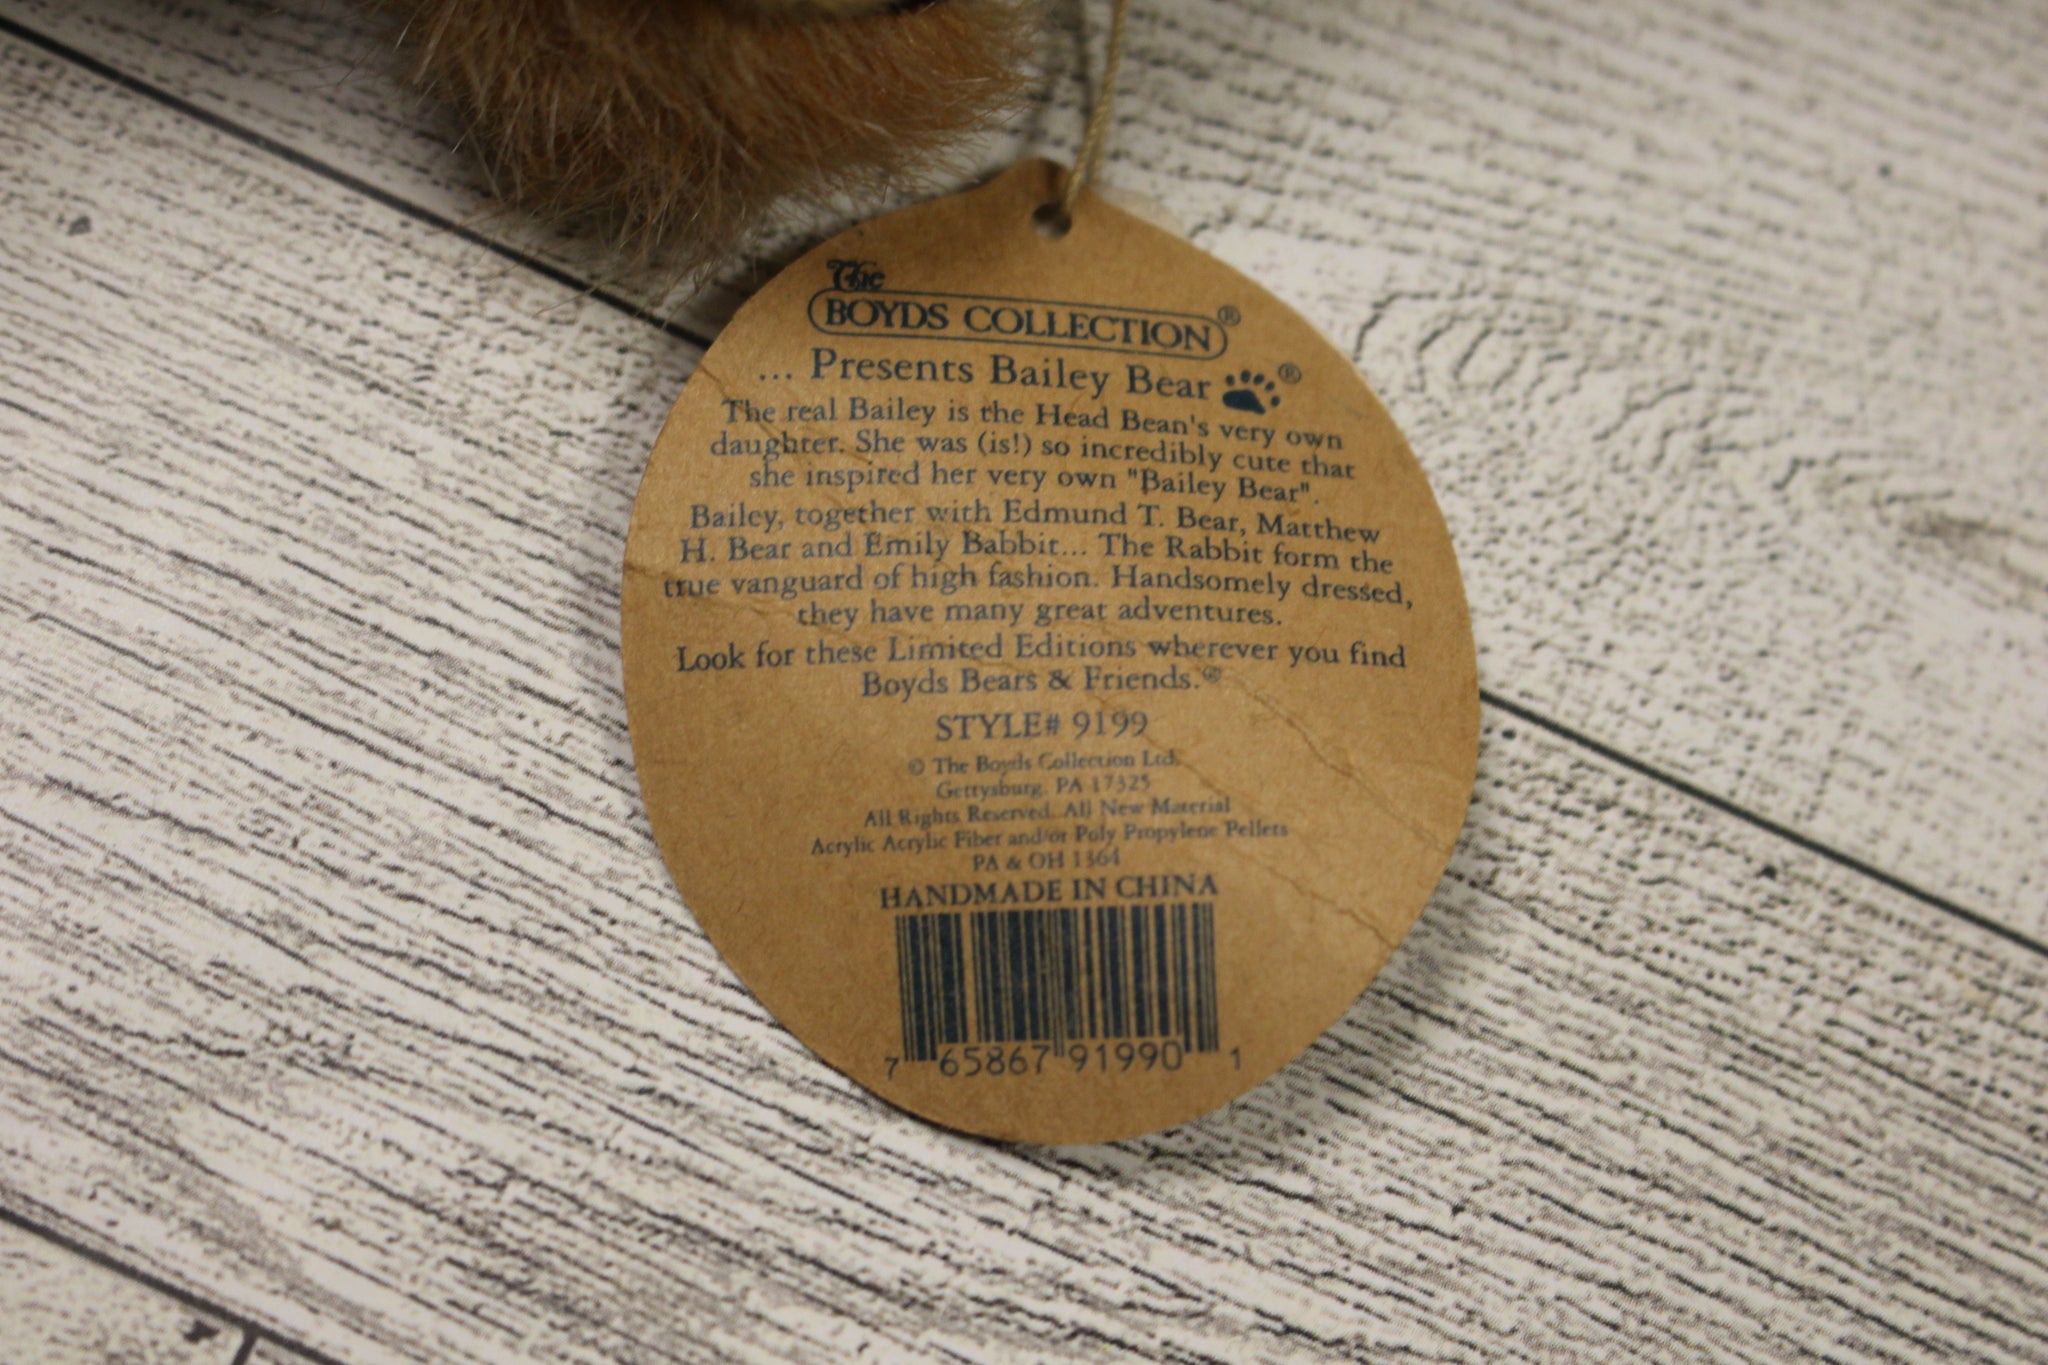 The
BOYDS COLLECTION®
... Presents Bailey Bear ®
The real Bailey is the Head Bean's very own
daughter. She was (is!) so incredibly cute that
she inspired her very own "Bailey Bear".
Bailey, together with Edmund T. Bear, Matthew
H. Bear and Emily Babbit... The Rabbit form the
true vanguard of high fashion. Handsomely dressed,
they have many great adventures.
Look for these Limited Editions wherever you find
Boyds Bears & Friends.®
STYLE# 9199
© The Boyds Collection Ltd.
Gettysburg, PA 17325
All Rights Reserved. All New Material
Acrylic Acrylic Fiber and/or Poly Propylene Pellets
PA & OH 1364
HANDMADE IN CHINA
7 65867 91990 1